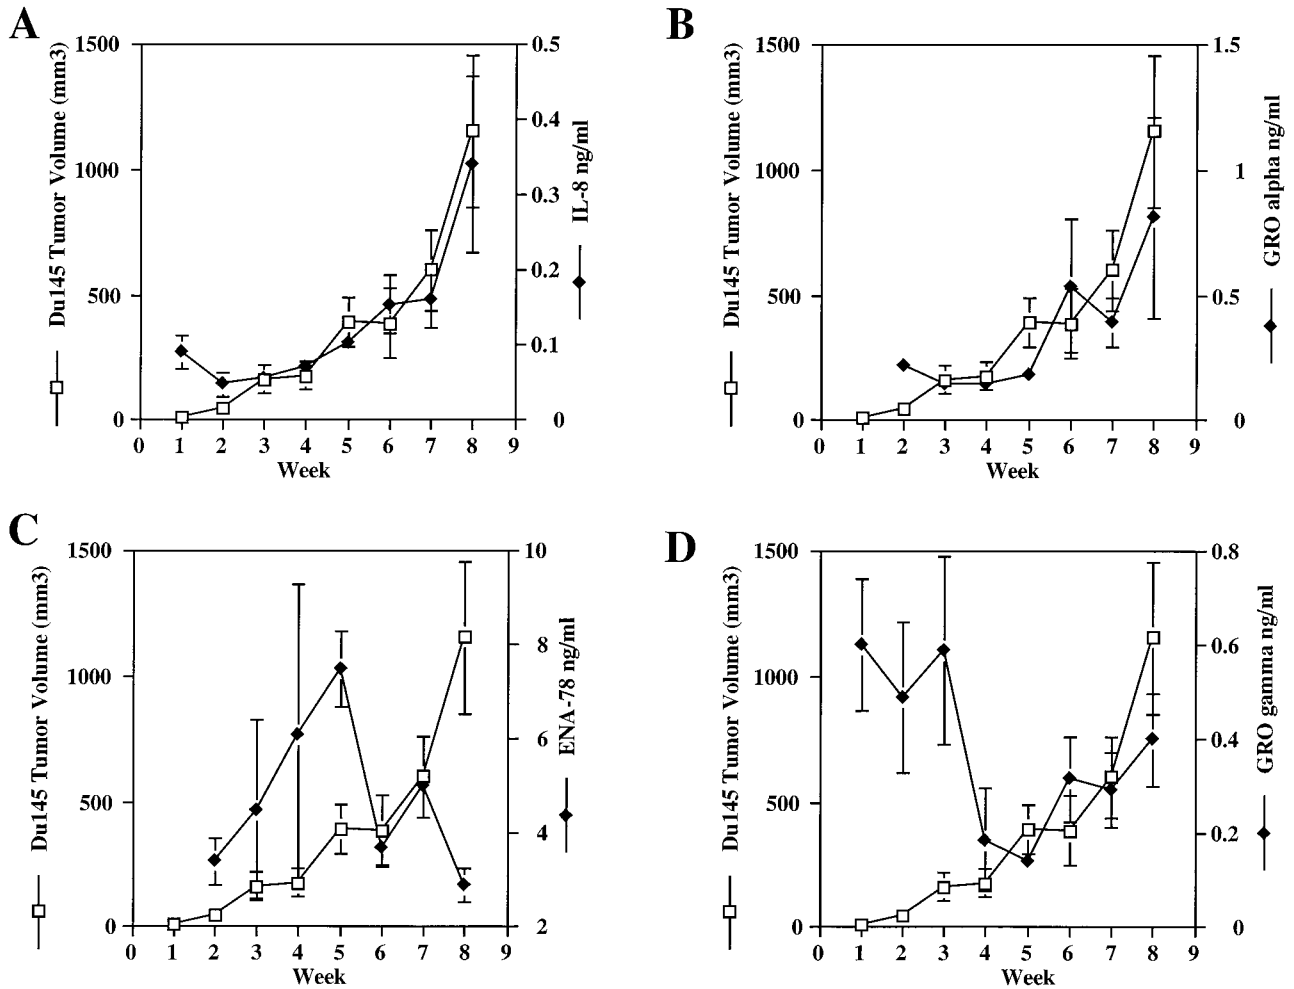 A
Du145 Tumor Volume (mm3)
1500
1000
500
0
0.5
0.4
0.3
0.2
0.1
0
IL-8 ng/ml
0 1 2 3 4 5 6 7 8 9
Week
B
Du145 Tumor Volume (mm3)
1500
1000
500
0
1.5
1
0.5
0
GRO alpha ng/ml
0 1 2 3 4 5 6 7 8 9
Week
C
Du145 Tumor Volume (mm3)
1500
1000
500
0
10
8
6
4
2
ENA-78 ng/ml
0 1 2 3 4 5 6 7 8 9
Week
D
Du145 Tumor Volume (mm3)
1500
1000
500
0
0.8
0.6
0.4
0.2
0
GRO gamma ng/ml
0 1 2 3 4 5 6 7 8 9
Week